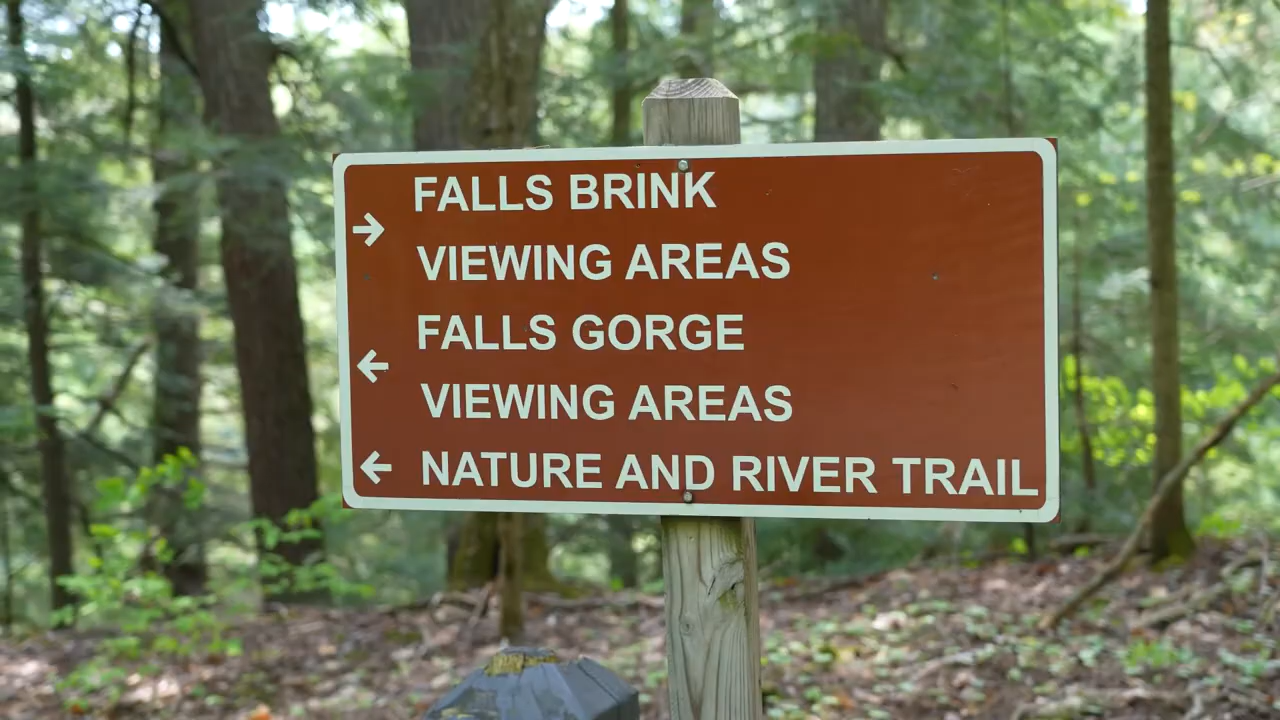 FALLS BRINK
VIEWING AREAS
FALLS GORGE
VIEWING AREAS
NATURE AND RIVER TRAIL